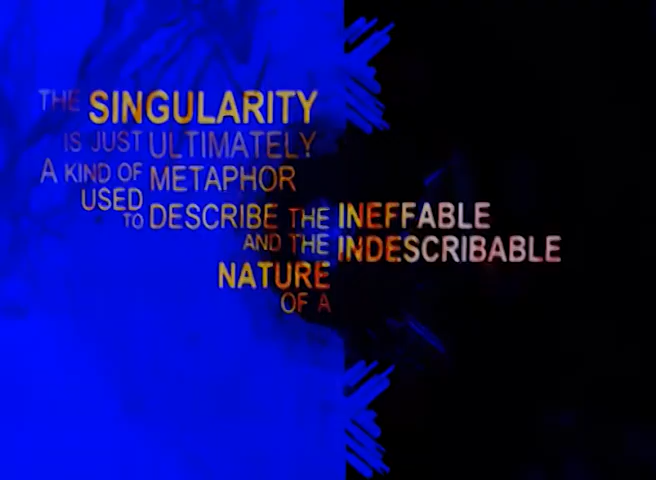 THE SINGULARITY
IS JUST ULTIMATELY
A KIND OF METAPHOR
USED
TO DESCRIBE THE INEFFABLE
AND THE INDESCRIBABLE
NATURE
OF A